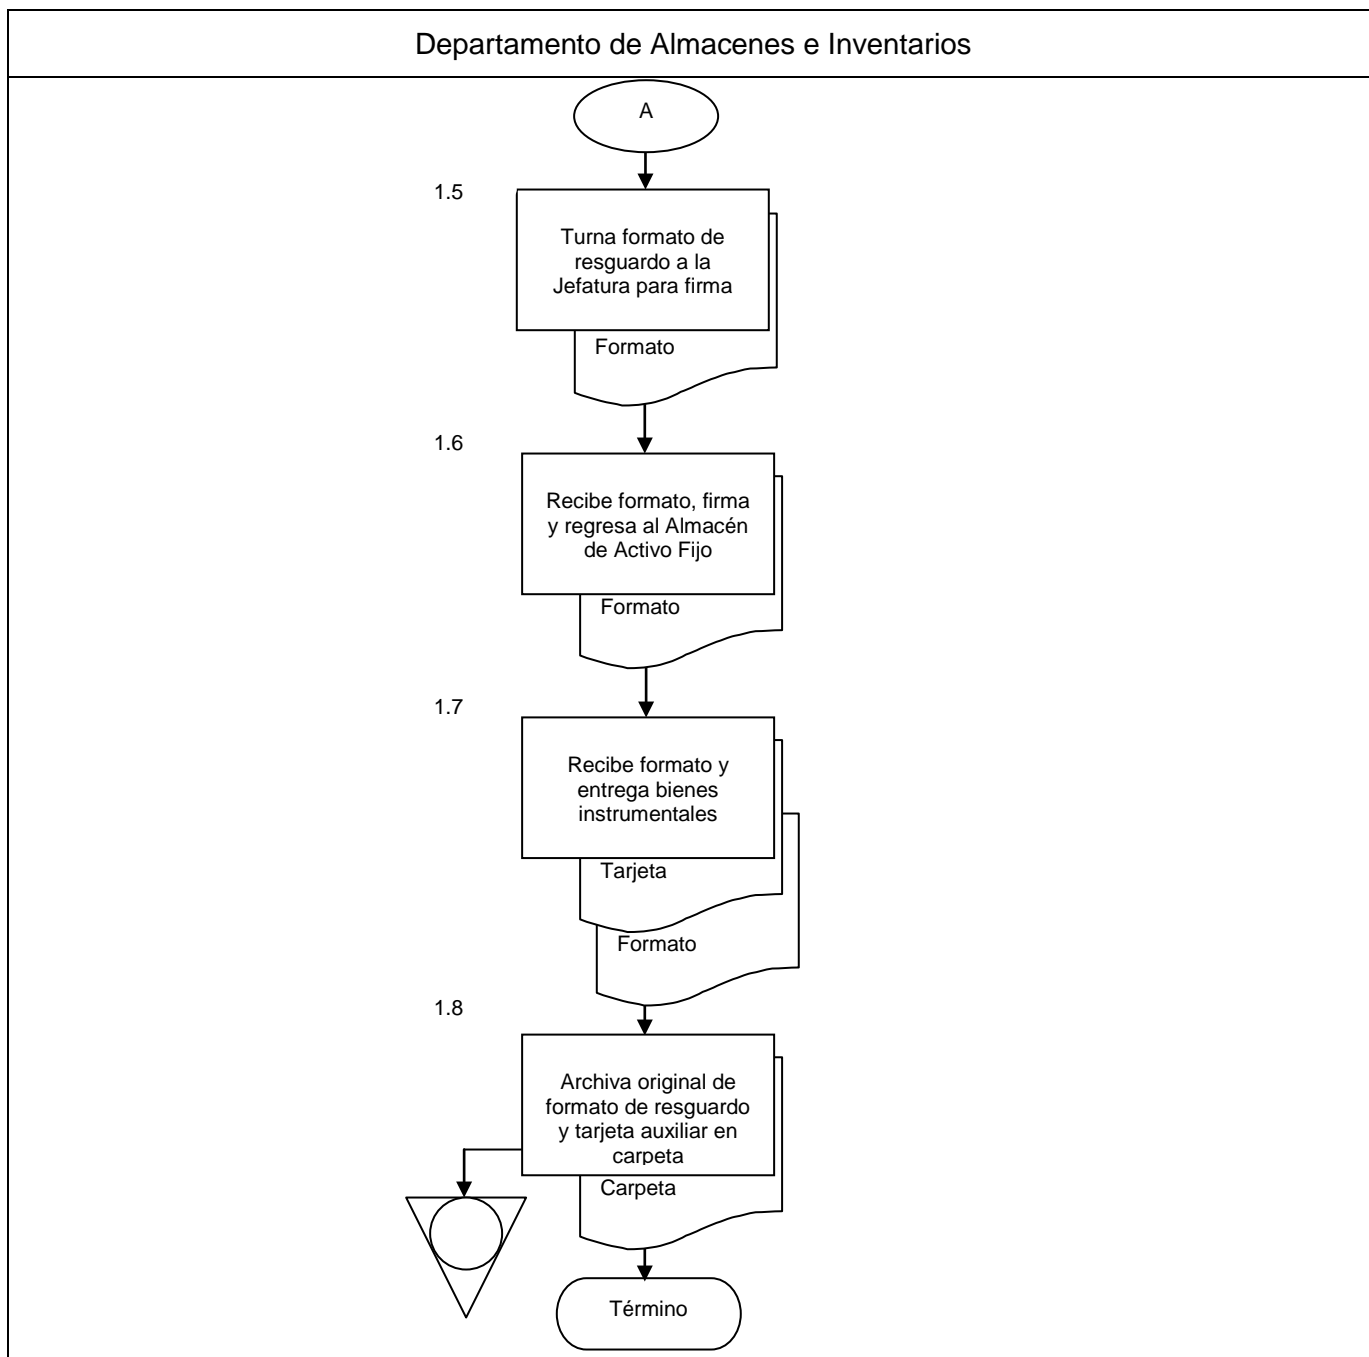 Departamento de Almacenes e Inventarios
A
1.5
Turna formato de
resguardo a la
Jefatura para firma
Formato
1.6
Recibe formato, firma
y regresa al Almacén
de Activo Fijo
Formato
1.7
Recibe formato y
entrega bienes
instrumentales
Tarjeta
Formato
1.8
Archiva original de
formato de resguardo
y tarjeta auxiliar en
carpeta
Carpeta
Término